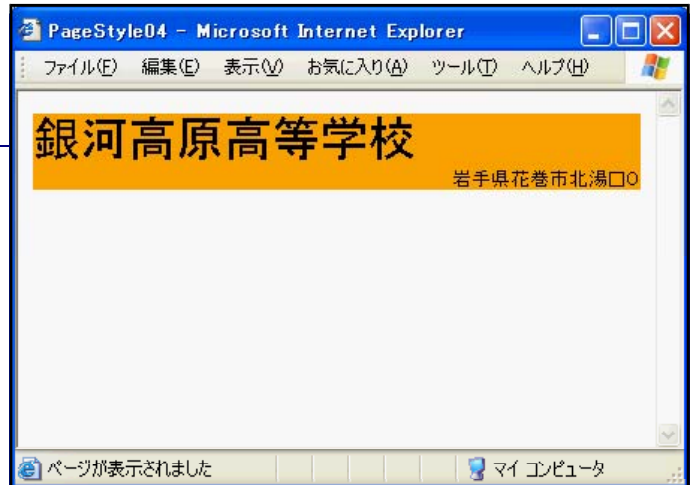 PageStyle04 - Microsoft Internet Explorer
ファイル(F) 編集(E) 表示(V) お気に入り(A) ツール(T) ヘルプ(H)
銀河高原高等学校
岩手県花巻市北湯口0
ページが表示されました マイ コンピュータ